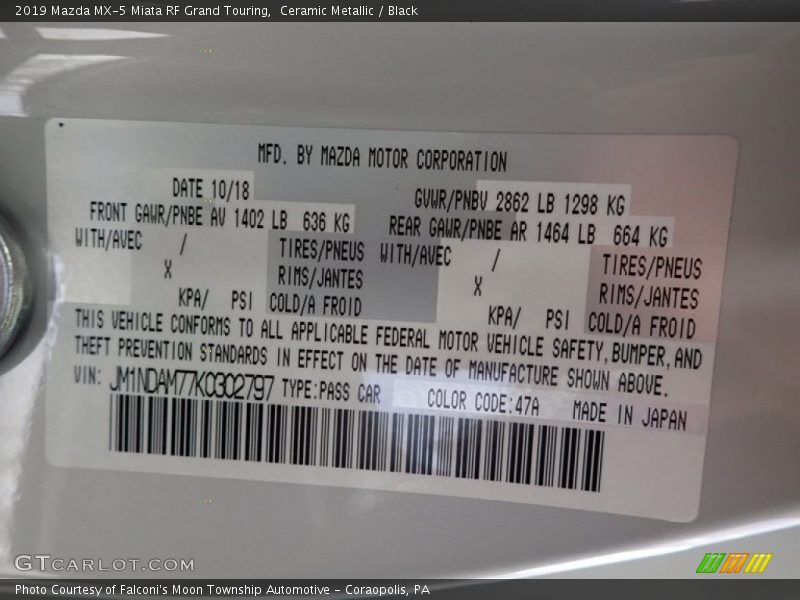 2019 Mazda MX-5 Miata RF Grand Touring,  Ceramic Metallic / Black
MFD. BY MAZDA MOTOR CORPORATION
DATE 10/18 GVWR/PNBV 2862 LB 1298 KG
FRONT GAWR/PNBE AV 1402 LB 636 KG REAR GAWR/PNBE AR 1464 LB 664 KG
WITH/AVEC / TIRES/PNEUS WITH/AVEC / TIRES/PNEUS
X RIMS/JANTES X RIMS/JANTES
KPA/ PSI COLD/A FROID KPA/ PSI COLD/A FROID
THIS VEHICLE CONFORMS TO ALL APPLICABLE FEDERAL MOTOR VEHICLE SAFETY, BUMPER, AND
THEFT PREVENTION STANDARDS IN EFFECT ON THE DATE OF MANUFACTURE SHOWN ABOVE.
VIN: JM1NDAM77K0302797 TYPE:PASS CAR COLOR CODE:47A MADE IN JAPAN
GTCARLOT.COM
Photo Courtesy of Falconi's Moon Township Automotive - Coraopolis, PA